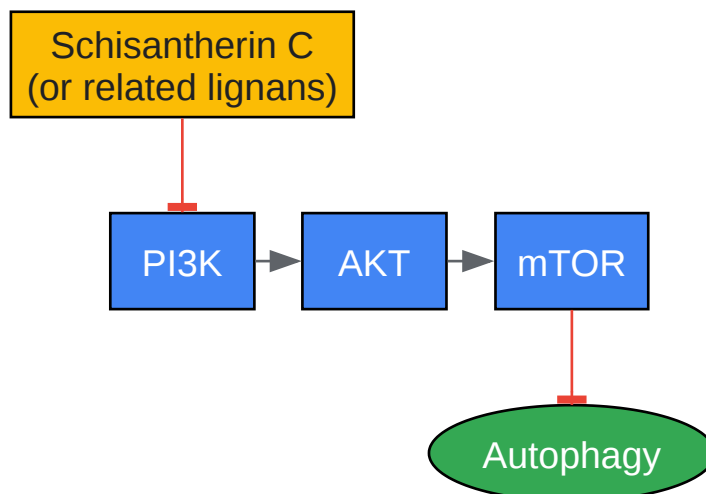 Schisantherin C
(or related lignans)
PI3K
AKT
mTOR
Autophagy